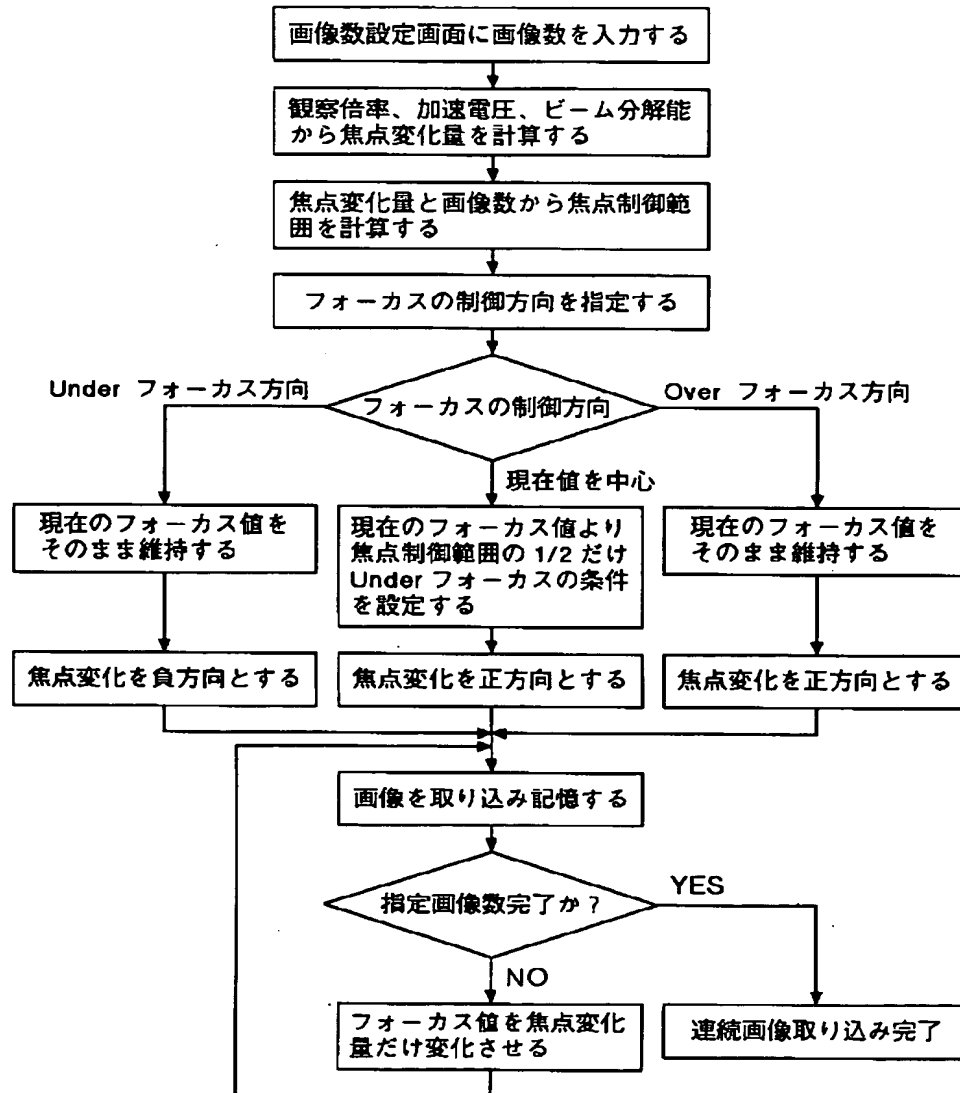 画像数設定画面に画像数を入力する
観察倍率、加速電圧、ビーム分解能
から焦点変化量を計算する
焦点変化量と画像数から焦点制御範
囲を計算する
フォーカスの制御方向を指定する
Under フォーカス方向
フォーカスの制御方向
Over フォーカス方向
現在値を中心
現在のフォーカス値を
そのまま維持する
現在のフォーカス値より
焦点制御範囲の 1/2 だけ
Under フォーカスの条件
を設定する
現在のフォーカス値を
そのまま維持する
焦点変化を負方向とする
焦点変化を正方向とする
焦点変化を正方向とする
画像を取り込み記憶する
指定画像数完了か?
YES
NO
フォーカス値を焦点変化
量だけ変化させる
連続画像取り込み完了